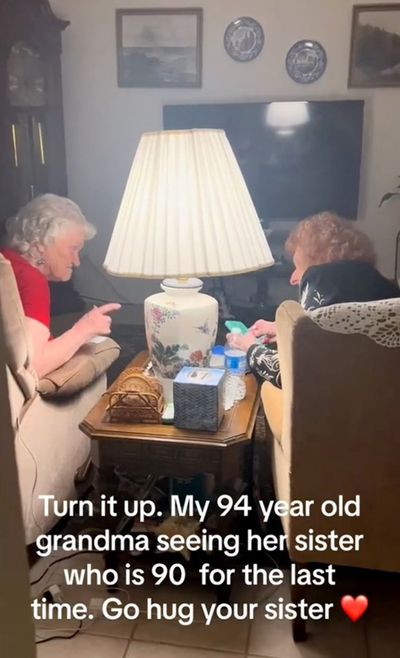 Turn it up. My 94 year old
grandma seeing her sister
who is 90 for the last
time. Go hug your sister ❤️